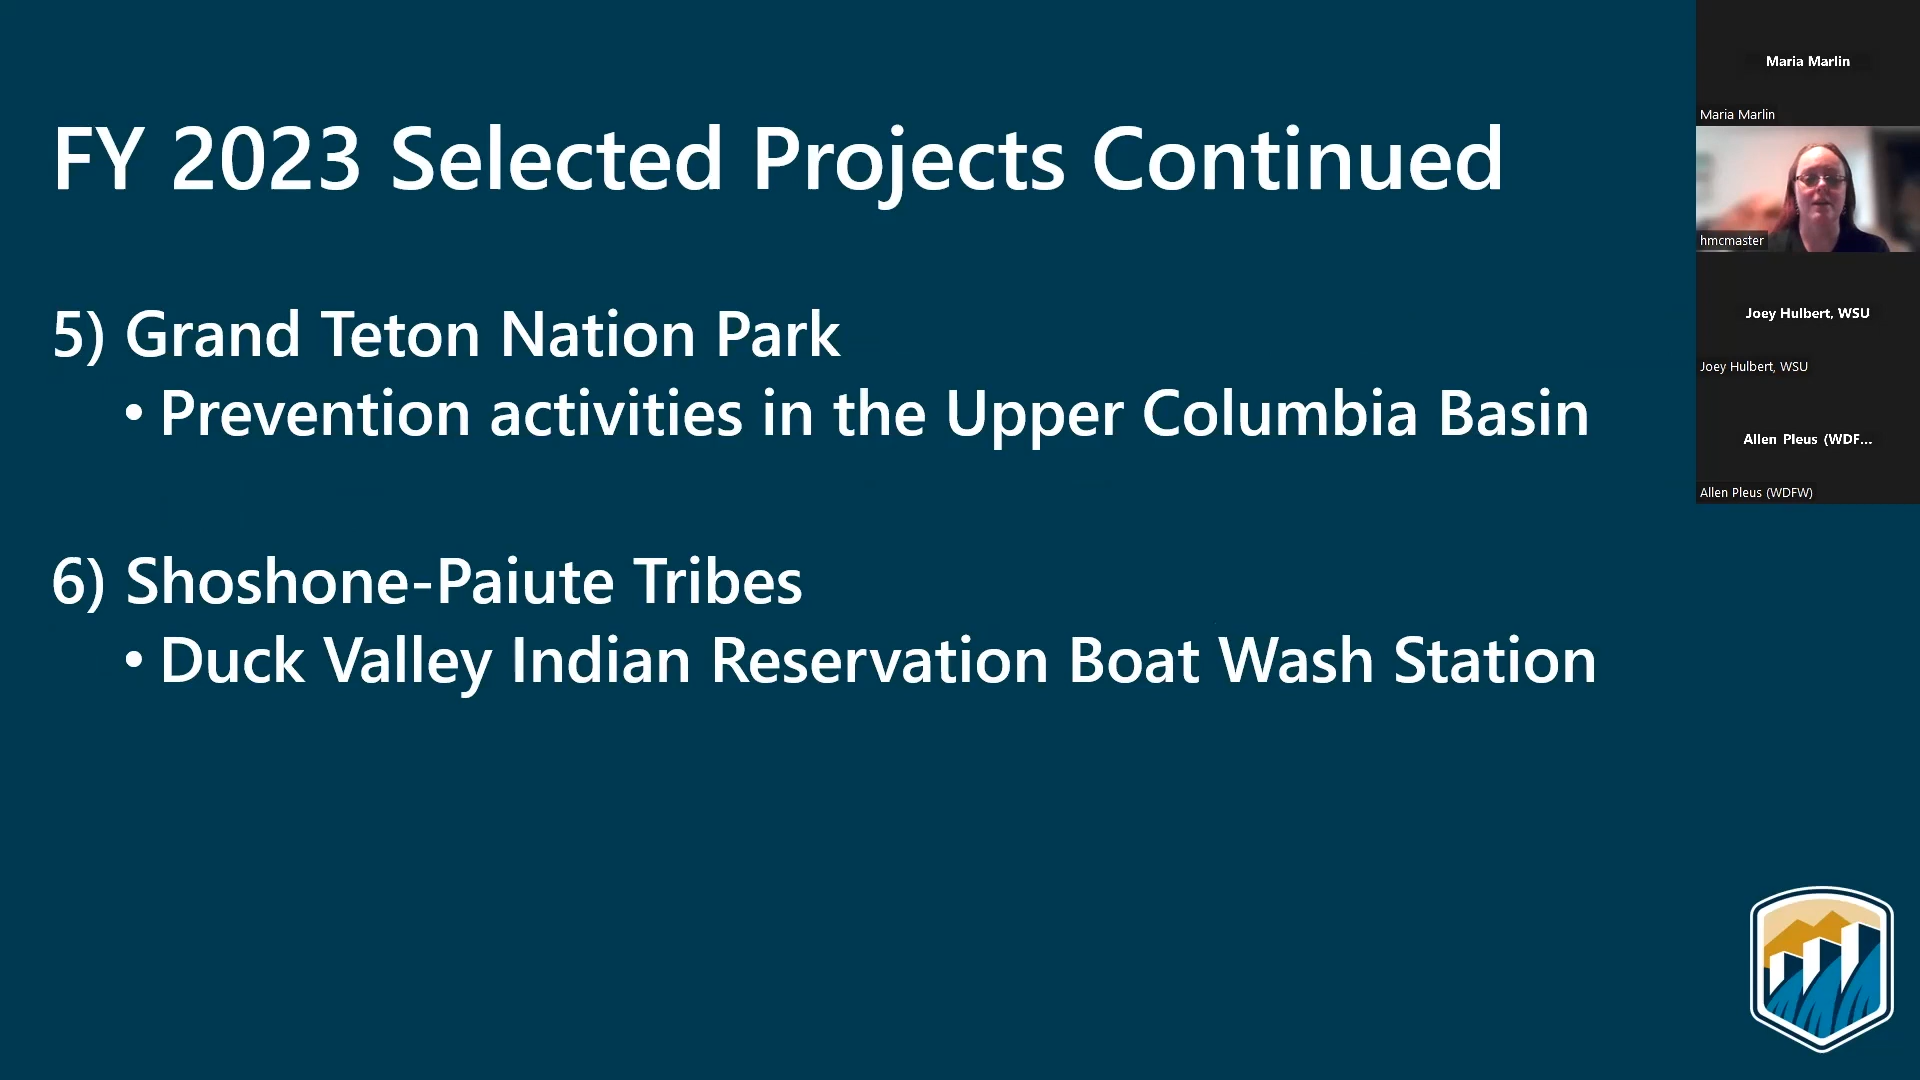 FY 2023 Selected Projects Continued
5) Grand Teton Nation Park
• Prevention activities in the Upper Columbia Basin
6) Shoshone-Paiute Tribes
• Duck Valley Indian Reservation Boat Wash Station
Maria Marlin
Maria Marlin
hmcmaster
Joey Hulbert, WSU
Joey Hulbert, WSU
Allen Pleus (WDF...
Allen Pleus (WDFW)